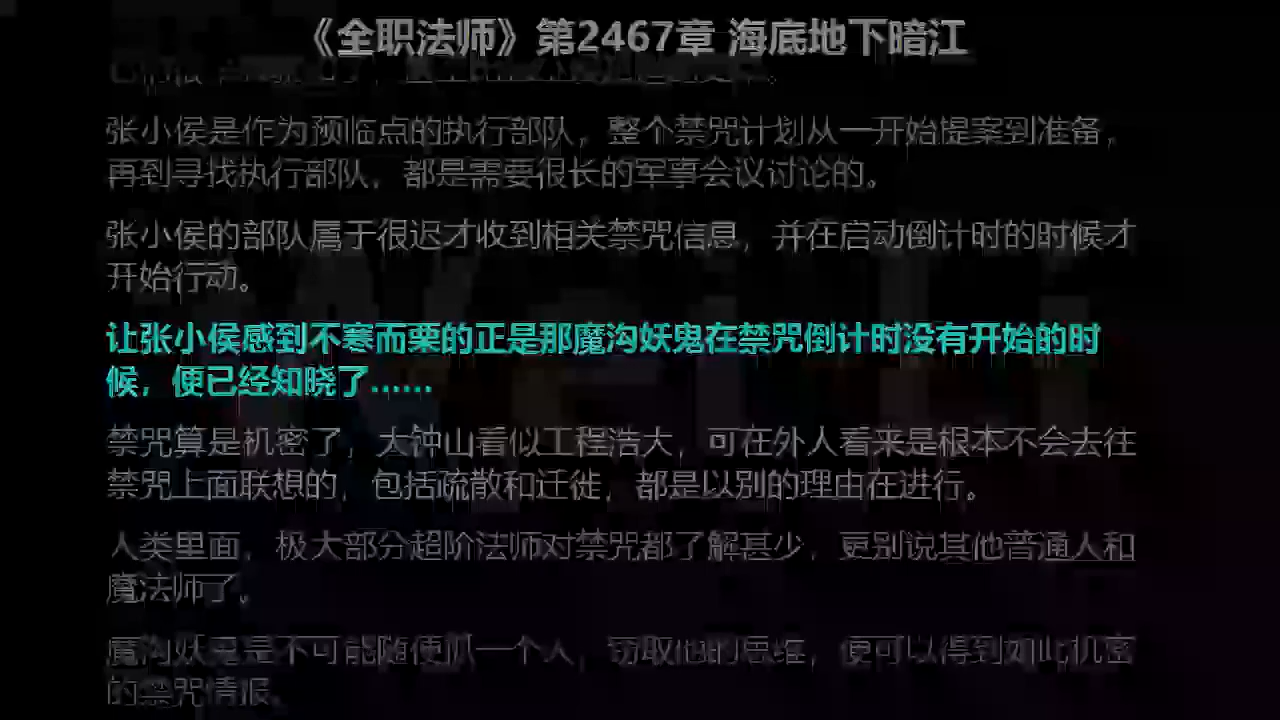 《全职法师》第2467章 海底地下暗江
张小侯是作为预临点的执行部队，整个禁咒计划从一开始提案到准备，
再到寻找执行部队，都是需要很长的军事会议讨论的。
张小侯的部队属于很迟才收到相关禁咒信息，并在启动倒计时的时候才
开始行动。
让张小侯感到不寒而栗的正是那魔沟妖鬼在禁咒倒计时没有开始的时
候，便已经知晓了……
禁咒算是机密了，大钟山看似工程浩大，可在外人看来是根本不会去往
禁咒上面联想的，包括疏散和迁徙，都是以别的理由在进行。
人类里面，极大部分超阶法师对禁咒都了解甚少，更别说其他普通人和
魔法师了。
魔沟妖鬼是不可能随便抓一个人，窃取他的思维，便可以得到如此机密
的禁咒情报。